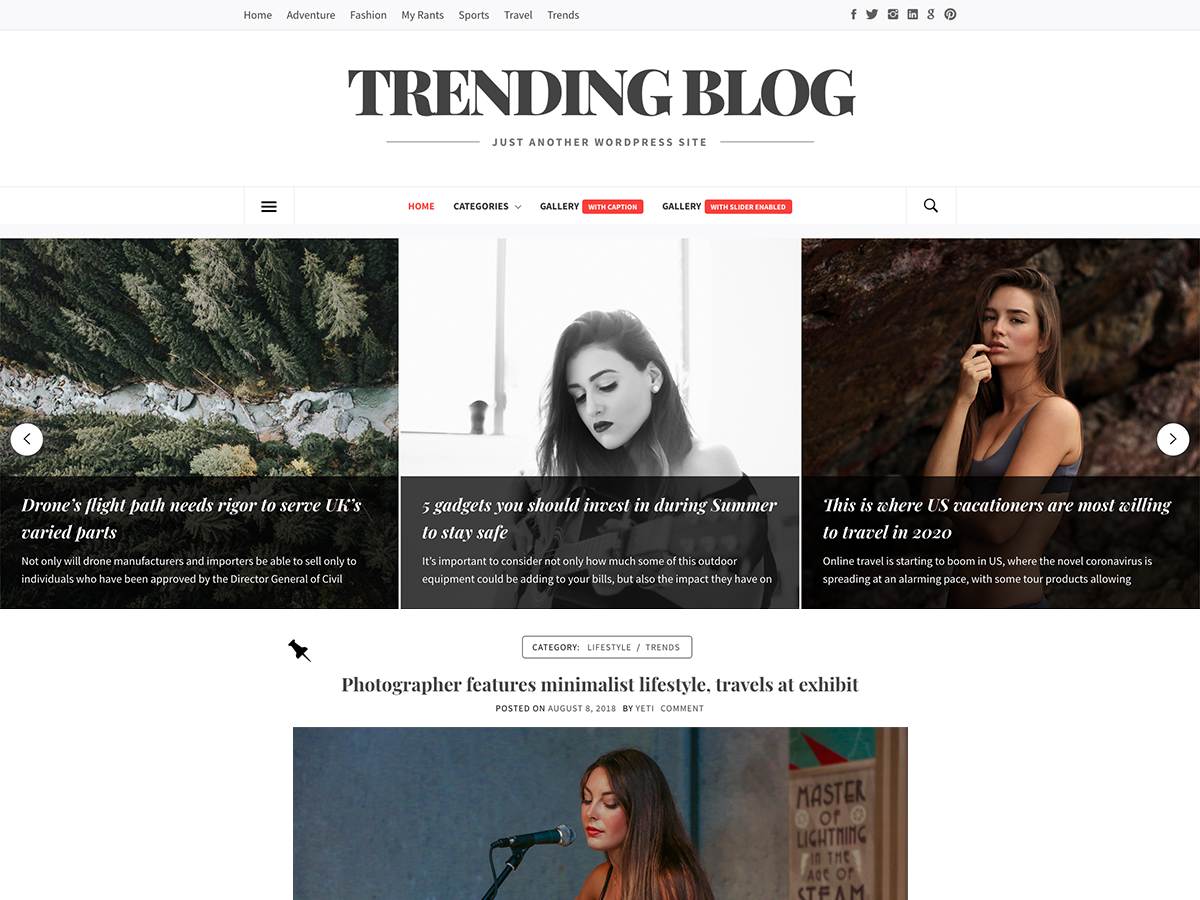 Home Adventure Fashion My Rants Sports Travel Trends
TRENDING BLOG
JUST ANOTHER WORDPRESS SITE
HOME CATEGORIES GALLERY WITH CAPTION GALLERY WITH SLIDER ENABLED
Drone’s flight path needs rigor to serve UK’s
varied parts
Not only will drone manufacturers and importers be able to sell only to
individuals who have been approved by the Director General of Civil
5 gadgets you should invest in during Summer
to stay safe
It’s important to consider not only how much some of this outdoor
equipment could be adding to your bills, but also the impact they have on
This is where US vacationers are most willing
to travel in 2020
Online travel is starting to boom in US, where the novel coronavirus is
spreading at an alarming pace, with some tour products allowing
CATEGORY: LIFESTYLE / TRENDS
Photographer features minimalist lifestyle, travels at exhibit
POSTED ON AUGUST 8, 2018 BY YETI COMMENT
MASTER
OF
LIGHTNING
IN THE
AGE OF
STEAM